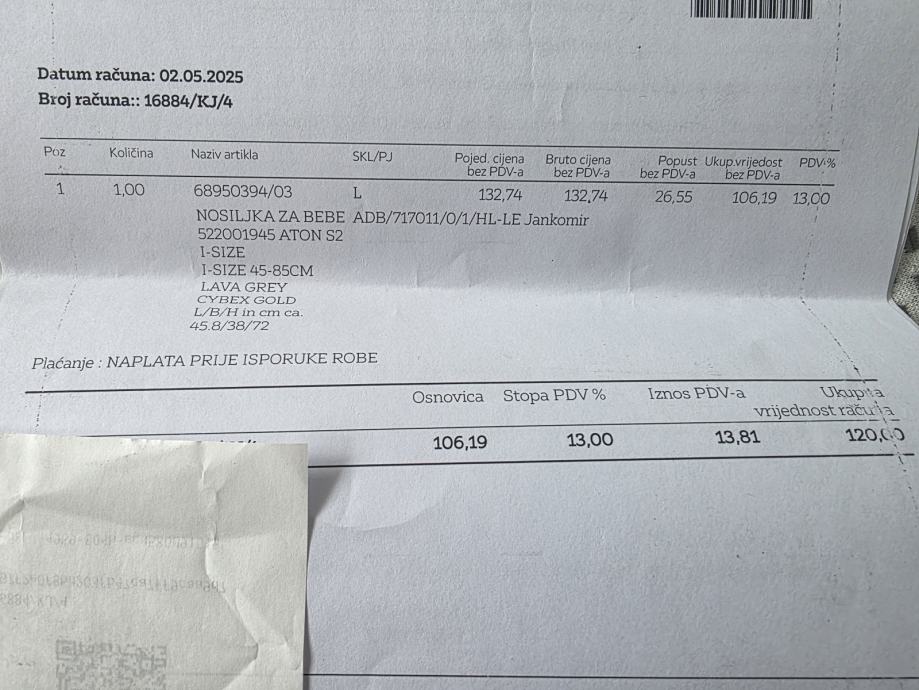 Datum računa: 02.05.2025
Broj računa:: 16884/KJ/4
Poz Količina Naziv artikla SKL/PJ Pojed. cijena bez PDV-a Bruto cijena bez PDV-a Popust bez PDV-a Ukup.vrijedost bez PDV-a PDV-%
1 1,00 68950394/03 L 132,74 132,74 26,55 106,19 13,00
NOSILJKA ZA BEBE ADB/717011/0/1/HL-LE Jankomir
522001945 ATON S2
I-SIZE
I-SIZE 45-85CM
LAVA GREY
CYBEX GOLD
L/B/H in cm ca.
45.8/38/72
Plaćanje : NAPLATA PRIJE ISPORUKE ROBE
Osnovica Stopa PDV % Iznos PDV-a Ukupna vrijednost računa
106,19 13,00 13,81 120,00